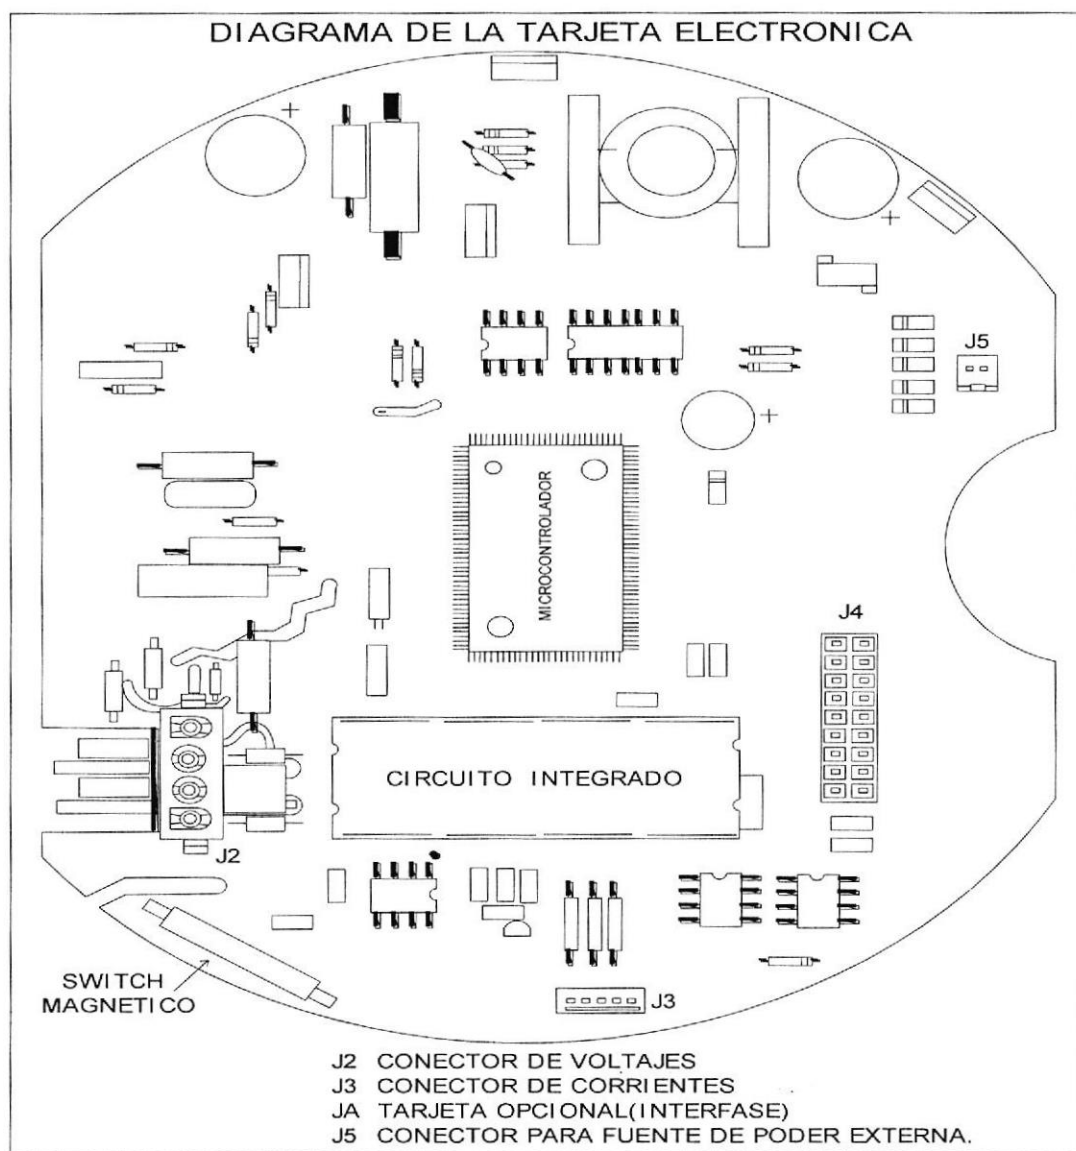 DIAGRAMA DE LA TARJETA ELECTRONICA
J5
MICROCONTROLADOR
J4
CIRCUITO INTEGRADO
J2
SWITCH
MAGNETICO
J3
J2 CONECTOR DE VOLTAJES
J3 CONECTOR DE CORRIENTES
JA TARJETA OPCIONAL(INTERFASE)
J5 CONECTOR PARA FUENTE DE PODER EXTERNA.